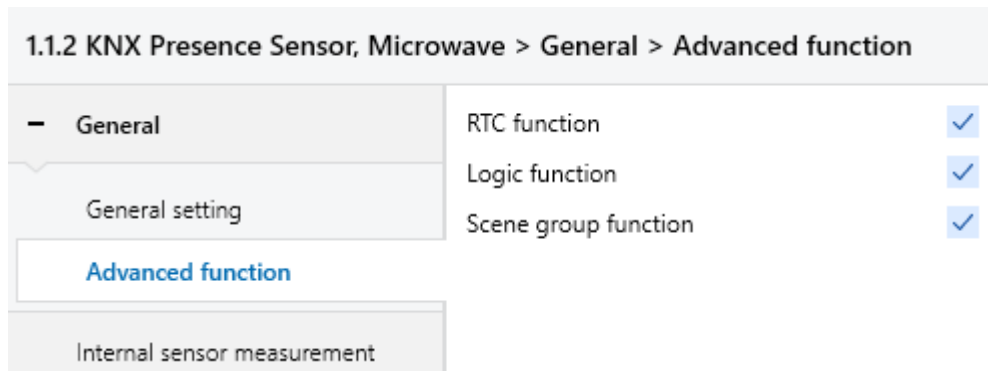 1.1.2 KNX Presence Sensor, Microwave > General > Advanced function
General
General setting
Advanced function
Internal sensor measurement
RTC function
Logic function
Scene group function